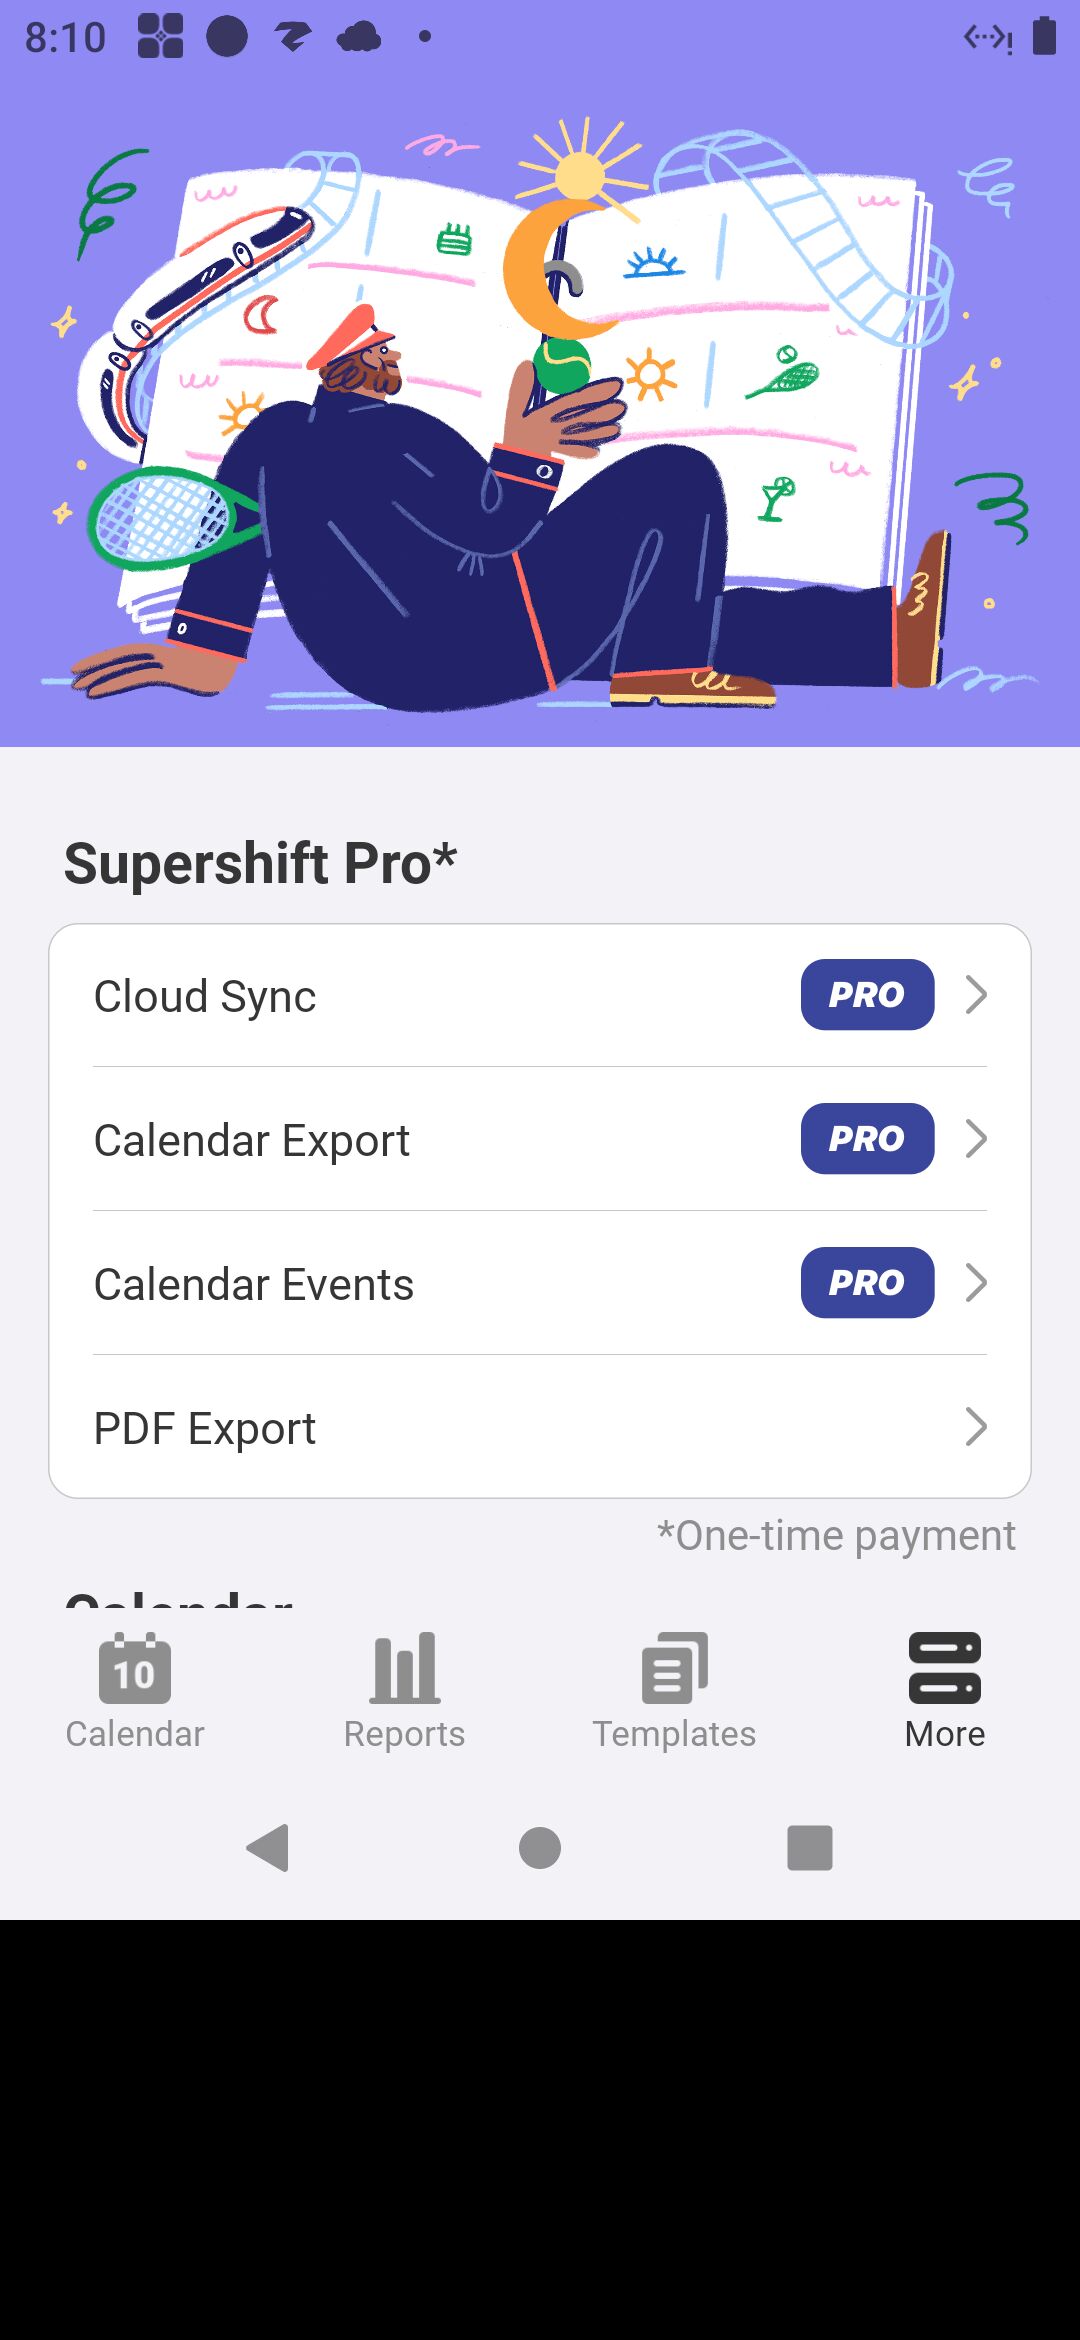 8:10
Supershift Pro*
Cloud Sync PRO
Calendar Export PRO
Calendar Events PRO
PDF Export
*One-time payment
Calendar
10
Calendar Reports Templates More